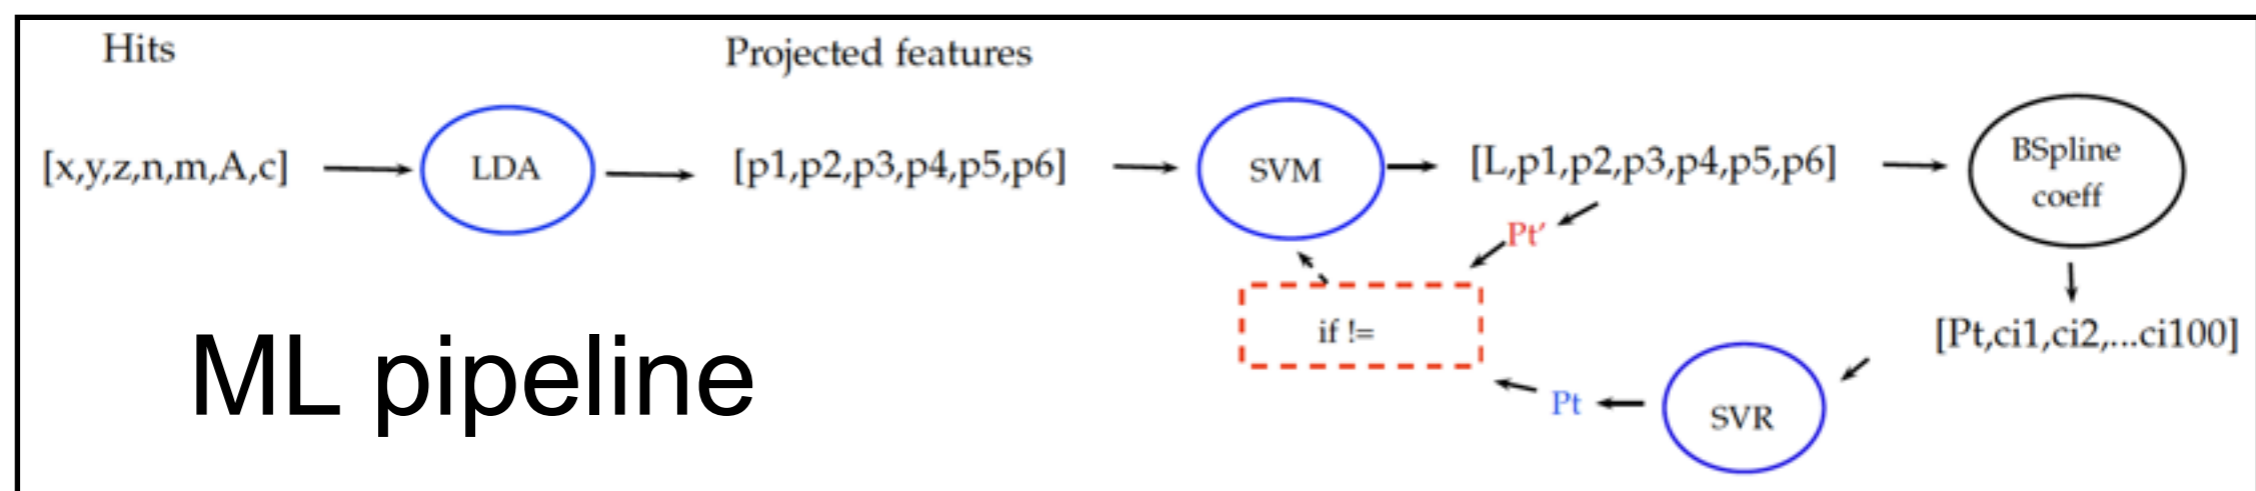 Hits
Projected features
[x,y,z,n,m,A,c]
LDA
[p1,p2,p3,p4,p5,p6]
SVM
[L,p1,p2,p3,p4,p5,p6]
BSpline
coeff
Pt'
if !=
[Pt,ci1,ci2,...ci100]
Pt
SVR
ML pipeline